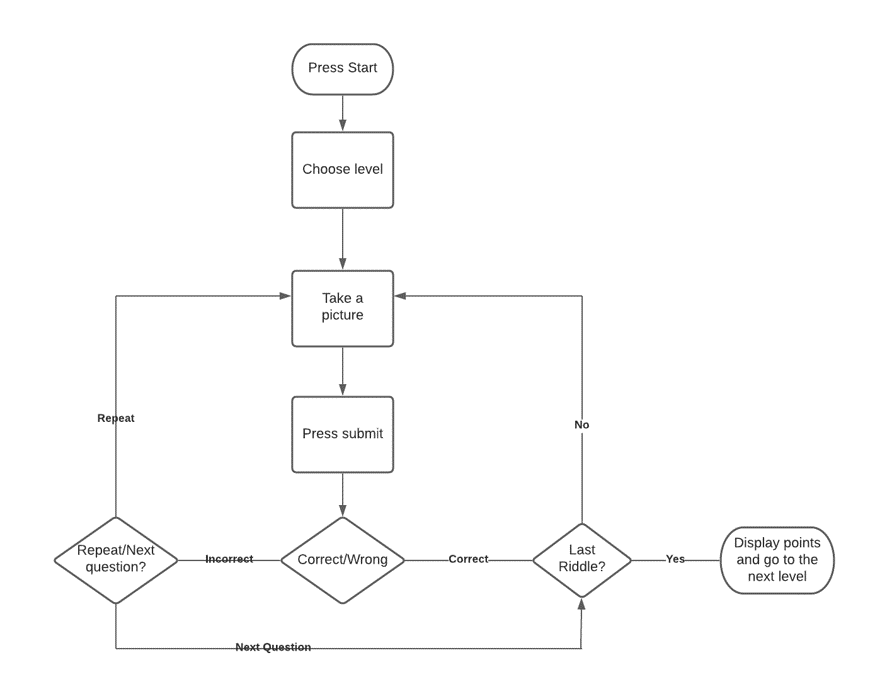 Press Start
Choose level
Take a
picture
Repeat
No
Press submit
Repeat/Next
question?
Incorrect
Correct/Wrong
Correct
Last
Riddle?
Yes
Display points
and go to the
next level
Next Question